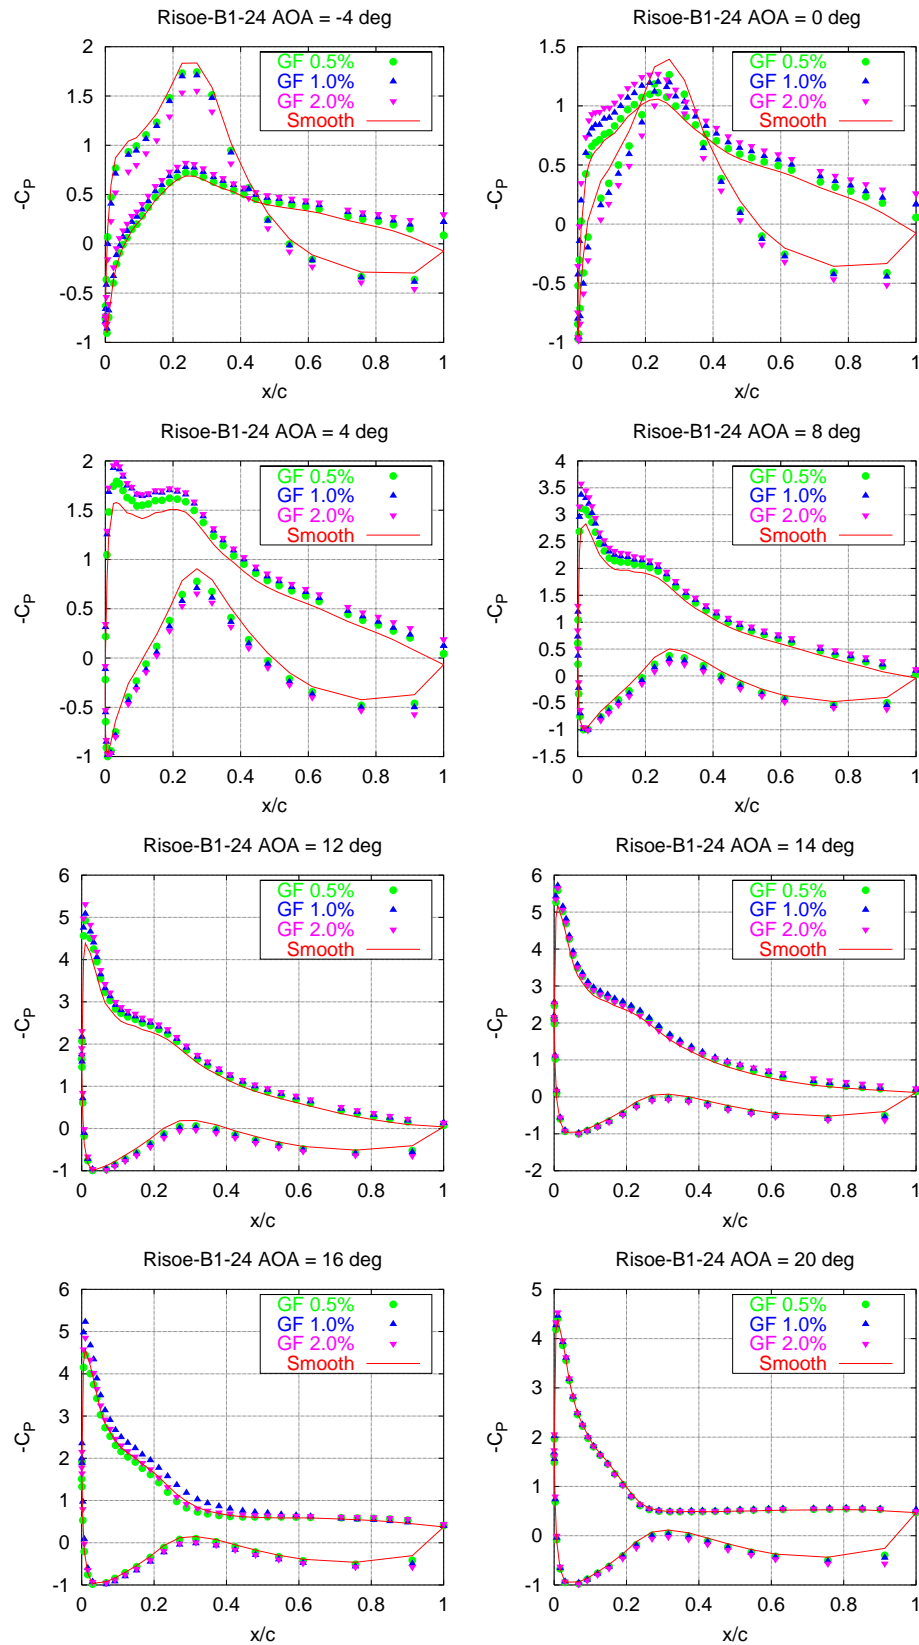 Risoe-B1-24 AOA = -4 deg
2
1.5
1
0.5
0
-0.5
-1
-CP
0 0.2 0.4 0.6 0.8 1
x/c
GF 0.5%
GF 1.0%
GF 2.0%
Smooth
Risoe-B1-24 AOA = 0 deg
1.5
1
0.5
0
-0.5
-1
-CP
0 0.2 0.4 0.6 0.8 1
x/c
GF 0.5%
GF 1.0%
GF 2.0%
Smooth
Risoe-B1-24 AOA = 4 deg
2
1.5
1
0.5
0
-0.5
-1
-CP
0 0.2 0.4 0.6 0.8 1
x/c
GF 0.5%
GF 1.0%
GF 2.0%
Smooth
Risoe-B1-24 AOA = 8 deg
4
3.5
3
2.5
2
1.5
1
0.5
0
-0.5
-1
-1.5
-CP
0 0.2 0.4 0.6 0.8 1
x/c
GF 0.5%
GF 1.0%
GF 2.0%
Smooth
Risoe-B1-24 AOA = 12 deg
6
5
4
3
2
1
0
-1
-CP
0 0.2 0.4 0.6 0.8 1
x/c
GF 0.5%
GF 1.0%
GF 2.0%
Smooth
Risoe-B1-24 AOA = 14 deg
6
5
4
3
2
1
0
-1
-2
-CP
0 0.2 0.4 0.6 0.8 1
x/c
GF 0.5%
GF 1.0%
GF 2.0%
Smooth
Risoe-B1-24 AOA = 16 deg
6
5
4
3
2
1
0
-1
-CP
0 0.2 0.4 0.6 0.8 1
x/c
GF 0.5%
GF 1.0%
GF 2.0%
Smooth
Risoe-B1-24 AOA = 20 deg
5
4
3
2
1
0
-1
-CP
0 0.2 0.4 0.6 0.8 1
x/c
GF 0.5%
GF 1.0%
GF 2.0%
Smooth